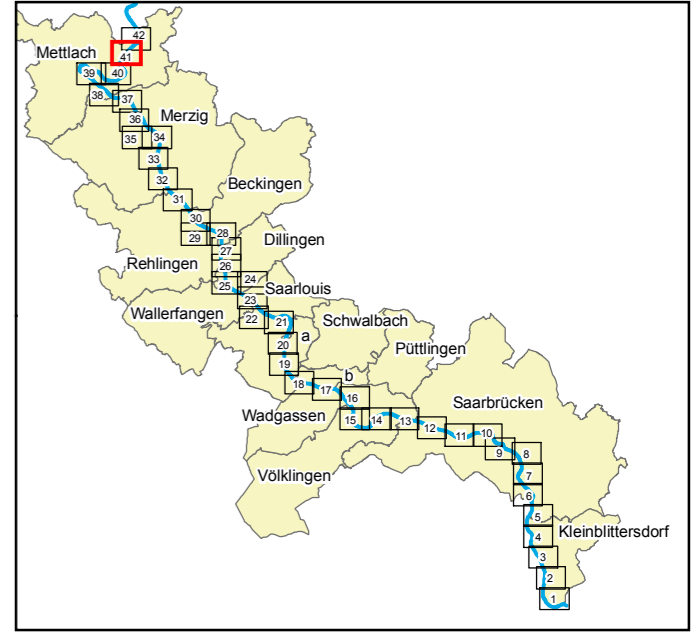 42
Mettlach
41
39
40
38
37
36
Merzig
35
34
33
32
Beckingen
31
30
29
28
Dillingen
27
Rehlingen
26
25
24
Saarlouis
23
Wallerfangen
22
21
Schwalbach
a
20
Püttlingen
19
b
18
17
16
Saarbrücken
Wadgassen
15
14
13
12
11
10
9
8
Völklingen
7
6
5
Kleinblittersdorf
4
3
2
1